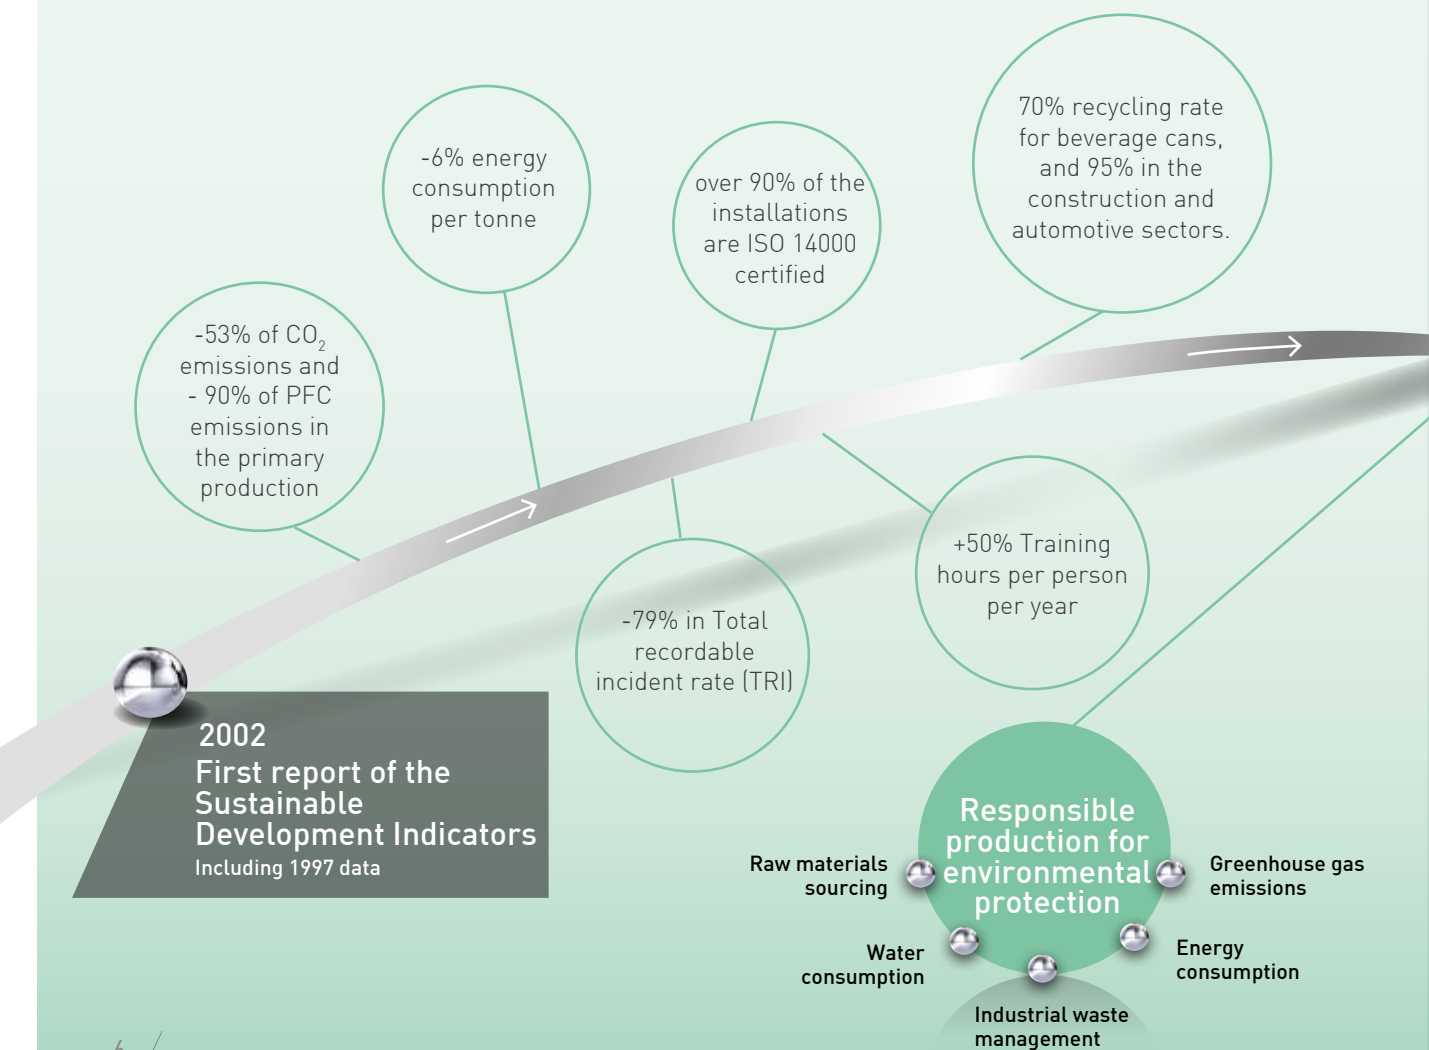 70% recycling rate
for beverage cans,
and 95% in the
construction and
automotive sectors.
-6% energy
consumption
per tonne
over 90% of the
installations
are ISO 14000
certified
-53% of CO₂
emissions and
- 90% of PFC
emissions in
the primary
production
+50% Training
hours per person
per year
-79% in Total
recordable
incident rate (TRI)
2002
First report of the
Sustainable
Development Indicators
Including 1997 data
Responsible
production for
environmental
protection
Raw materials
sourcing
Greenhouse gas
emissions
Water
consumption
Energy
consumption
Industrial waste
management
6 /